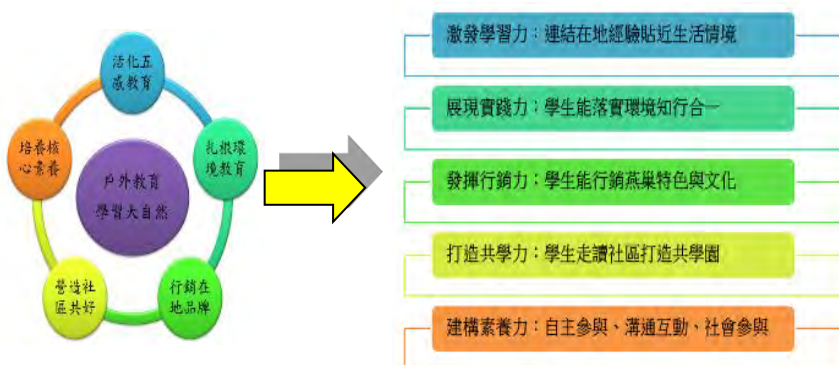 活化五
感教育
扎根環
境教育
行銷在
地品牌
營造社
區共好
培養核
心素養
戶外教育
學習大自然
激發學習力：連結在地經驗貼近生活情境
展現實踐力：學生能落實環境知行合一
發揮行銷力：學生能行銷燕巢特色與文化
打造共學力：學生走讀社區打造共學園
建構素養力：自主參與、溝通互動、社會參與